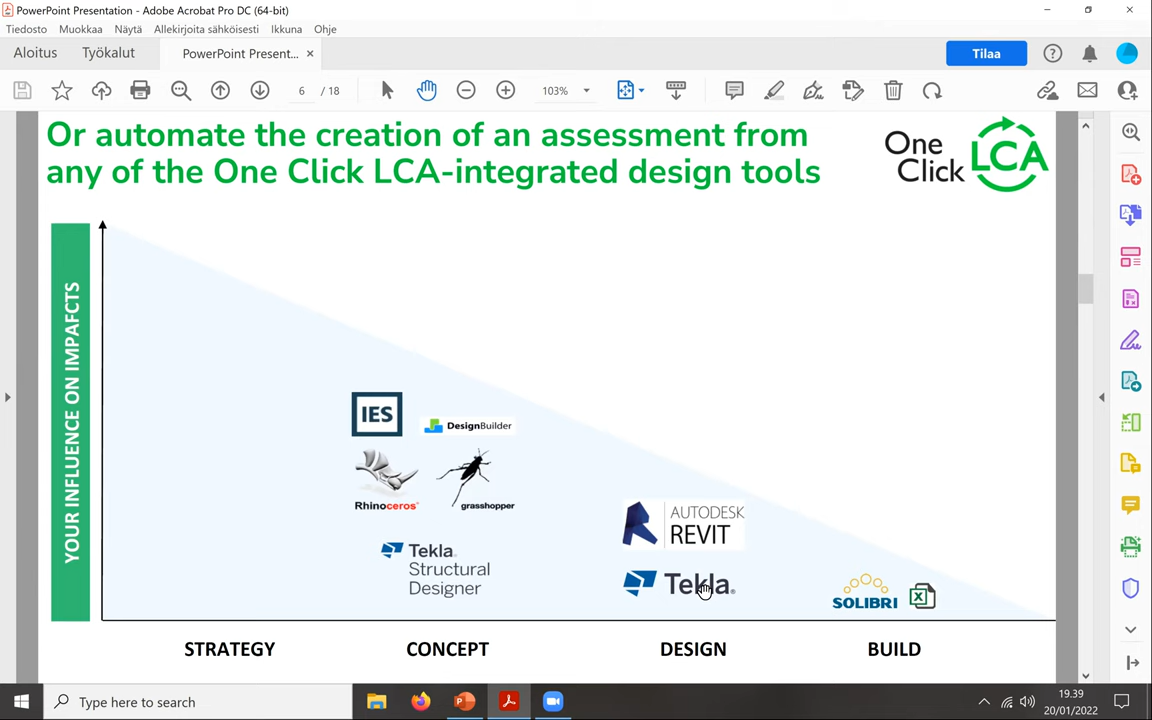 PowerPoint Presentation - Adobe Acrobat Pro DC (64-bit)
Tiedosto Muokkaa Näytä Allekirjoita sähköisesti Ikkuna Ohje
Aloitus Työkalut PowerPoint Present... × Tilaa
6 / 18 103%
Or automate the creation of an assessment from
any of the One Click LCA-integrated design tools
One
Click
LCA
YOUR INFLUENCE ON IMPAFCTS
IES
DesignBuilder
Rhinoceros
grasshopper
Tekla
Structural
Designer
AUTODESK
REVIT
Tekla
SOLIBRI
STRATEGY CONCEPT DESIGN BUILD
Type here to search
19.39
20/01/2022